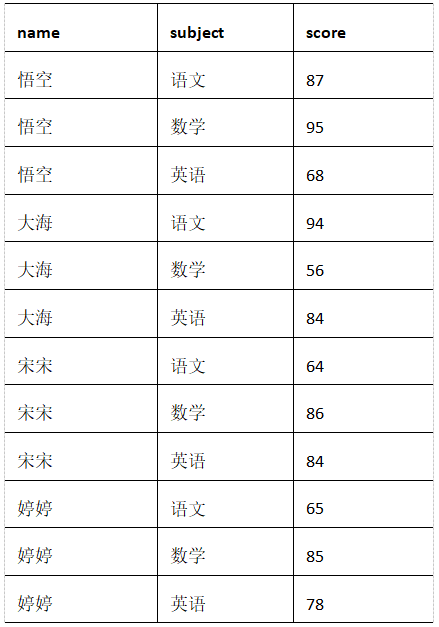 name subject score
悟空 语文 87
悟空 数学 95
悟空 英语 68
大海 语文 94
大海 数学 56
大海 英语 84
宋宋 语文 64
宋宋 数学 86
宋宋 英语 84
婷婷 语文 65
婷婷 数学 85
婷婷 英语 78